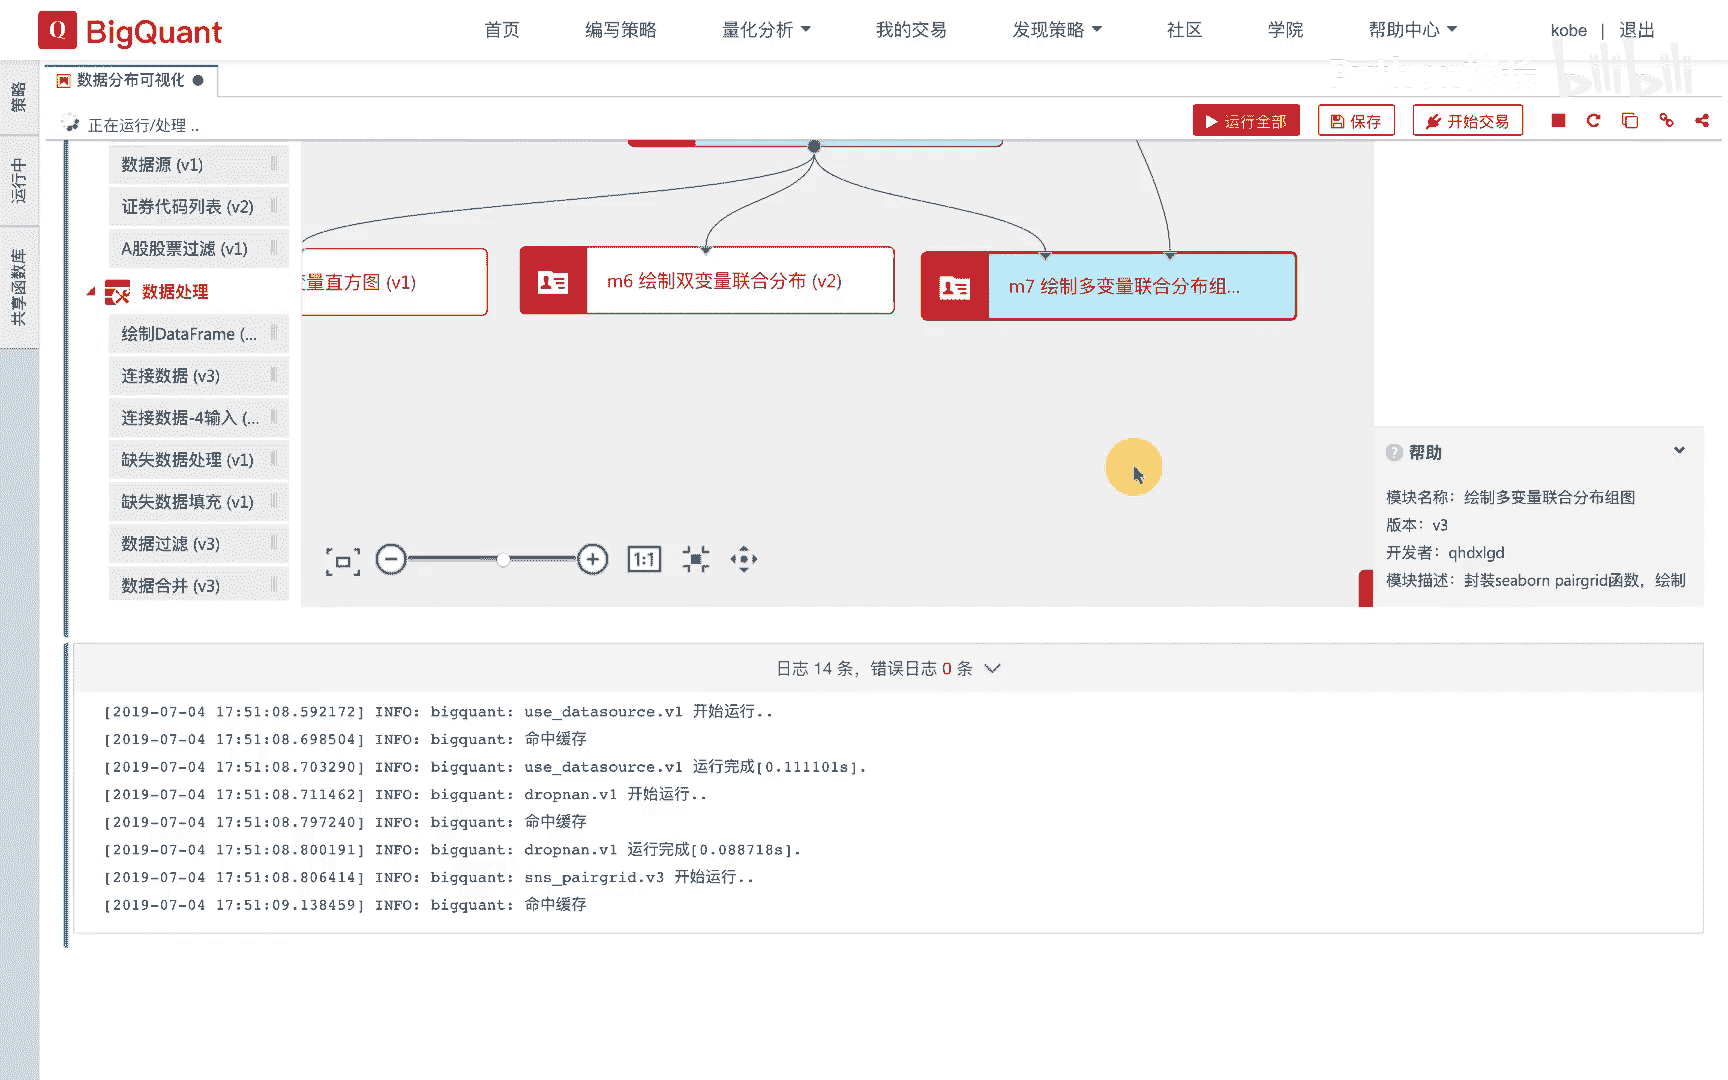 Q BigQuant
首页
编写策略
量化分析
我的交易
发现策略
社区
学院
帮助中心
kobe | 退出
bilibili
策略
运行中
共享函数库
数据分布可视化
正在运行/处理 ..
运行全部
保存
开始交易
数据源 (v1)
证券代码列表 (v2)
A股股票过滤 (v1)
数据处理
绘制DataFrame (...
连接数据 (v3)
连接数据-4输入 (...
缺失数据处理 (v1)
缺失数据填充 (v1)
数据过滤 (v3)
数据合并 (v3)
变量直方图 (v1)
m6 绘制双变量联合分布 (v2)
m7 绘制多变量联合分布组...
1:1
? 帮助
模块名称：绘制多变量联合分布组图
版本：v3
开发者：qhdxlgd
模块描述：封装seaborn pairgrid函数，绘制
日志 14 条，错误日志 0 条
[2019-07-04 17:51:08.592172] INFO: bigquant: use_datasource.v1 开始运行..
[2019-07-04 17:51:08.698504] INFO: bigquant: 命中缓存
[2019-07-04 17:51:08.703290] INFO: bigquant: use_datasource.v1 运行完成[0.111101s].
[2019-07-04 17:51:08.711462] INFO: bigquant: dropnan.v1 开始运行..
[2019-07-04 17:51:08.797240] INFO: bigquant: 命中缓存
[2019-07-04 17:51:08.800191] INFO: bigquant: dropnan.v1 运行完成[0.088718s].
[2019-07-04 17:51:08.806414] INFO: bigquant: sns_pairgrid.v3 开始运行..
[2019-07-04 17:51:09.138459] INFO: bigquant: 命中缓存